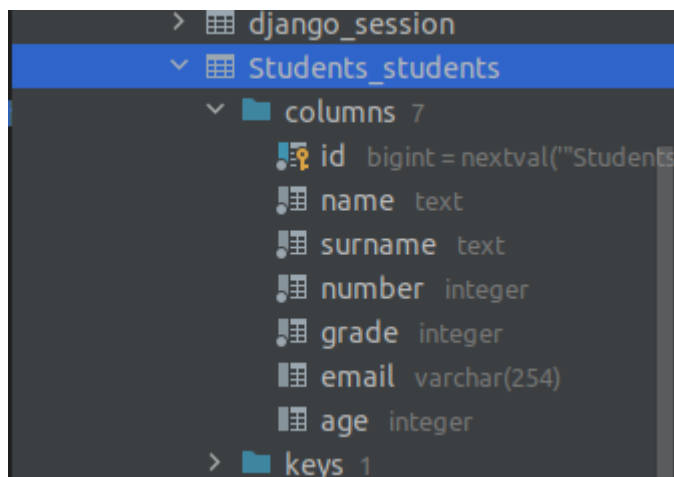 django_session
Students_students
columns 7
id bigint = nextval('"Students
name text
surname text
number integer
grade integer
email varchar(254)
age integer
keys 1